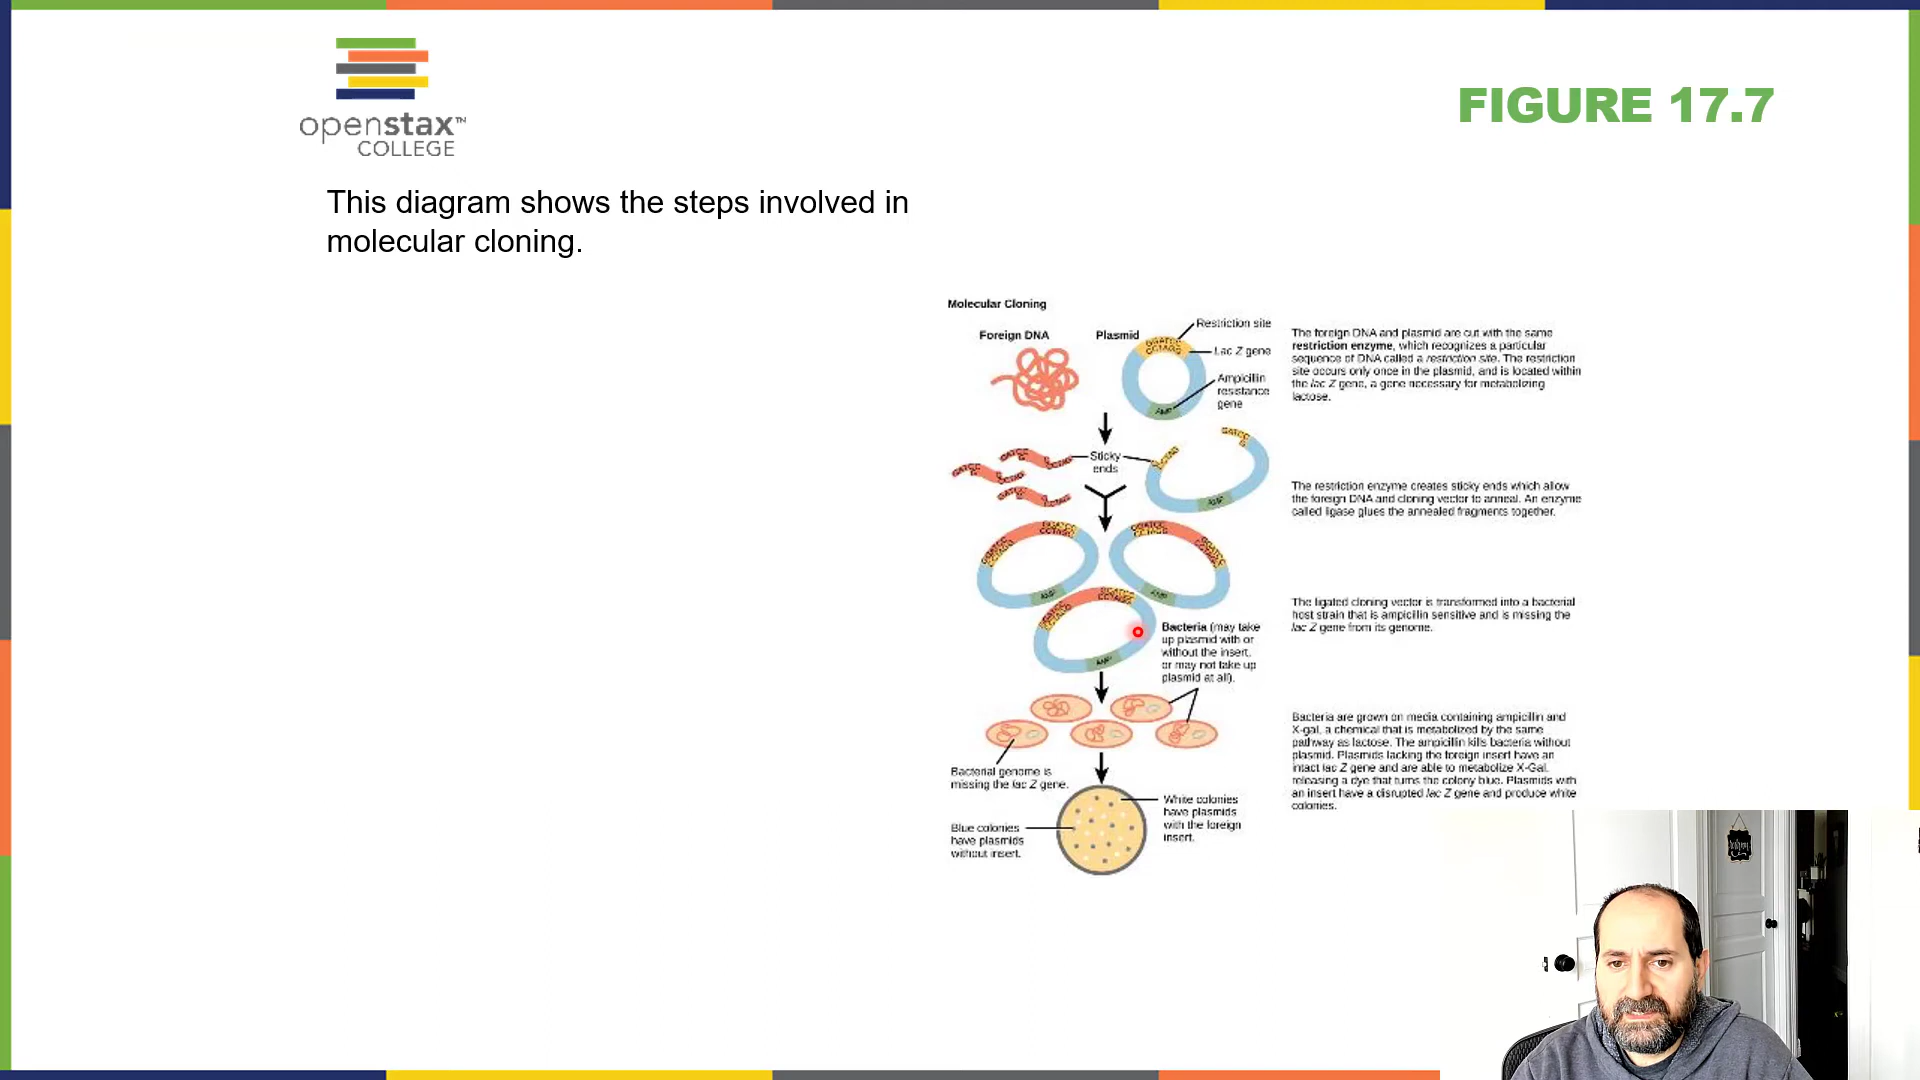 openstax™
COLLEGE
FIGURE 17.7
This diagram shows the steps involved in
molecular cloning.
Molecular Cloning
Foreign DNA
Plasmid
Restriction site
Lac Z gene
Ampicillin
resistance
gene
AMP
The foreign DNA and plasmid are cut with the same
restriction enzyme, which recognizes a particular
sequence of DNA called a restriction site. The restriction
site occurs only once in the plasmid, and is located within
the lac Z gene, a gene necessary for metabolizing
lactose.
Sticky
ends
AMP
The restriction enzyme creates sticky ends which allow
the foreign DNA and cloning vector to anneal. An enzyme
called ligase glues the annealed fragments together.
AMP
AMP
AMP
The ligated cloning vector is transformed into a bacterial
host strain that is ampicillin sensitive and is missing the
lac Z gene from its genome.
Bacteria (may take
up plasmid with or
without the insert,
or may not take up
plasmid at all).
Bacterial genome is
missing the lac Z gene.
Bacteria are grown on media containing ampicillin and
X-gal, a chemical that is metabolized by the same
pathway as lactose. The ampicillin kills bacteria without
plasmid. Plasmids lacking the foreign insert have an
intact lac Z gene and are able to metabolize X-Gal,
releasing a dye that turns the colony blue. Plasmids with
an insert have a disrupted lac Z gene and produce white
colonies.
Blue colonies
have plasmids
without insert.
White colonies
have plasmids
with the foreign
insert.